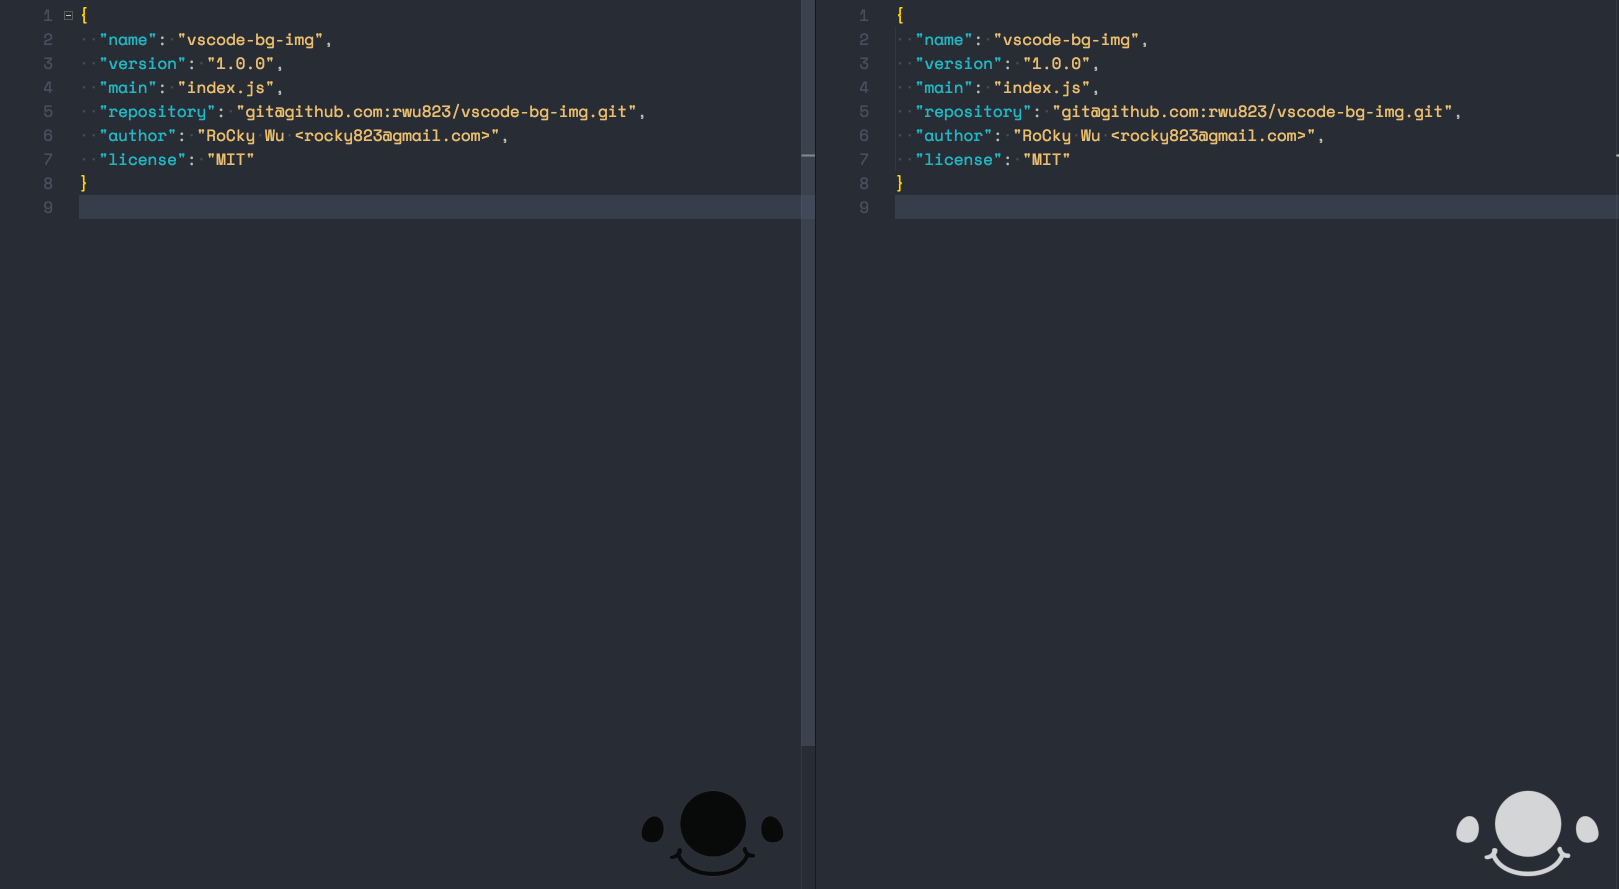 1 {
2 "name": "vscode-bg-img",
3 "version": "1.0.0",
4 "main": "index.js",
5 "repository": "git@github.com:rwu823/vscode-bg-img.git",
6 "author": "RoCky Wu <rocky823@gmail.com>",
7 "license": "MIT"
8 }
9
1 {
2 "name": "vscode-bg-img",
3 "version": "1.0.0",
4 "main": "index.js",
5 "repository": "git@github.com:rwu823/vscode-bg-img.git",
6 "author": "RoCky Wu <rocky823@gmail.com>",
7 "license": "MIT"
8 }
9